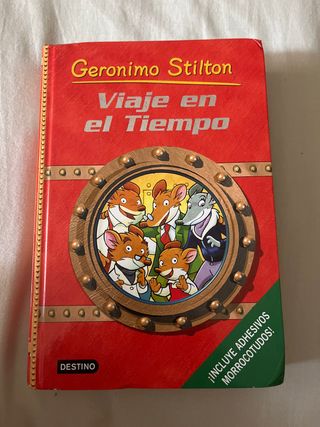 Geronimo Stilton
Viaje en
el Tiempo
¡INCLUYE ADHESIVOS
MORROCOTUDOS!
DESTINO